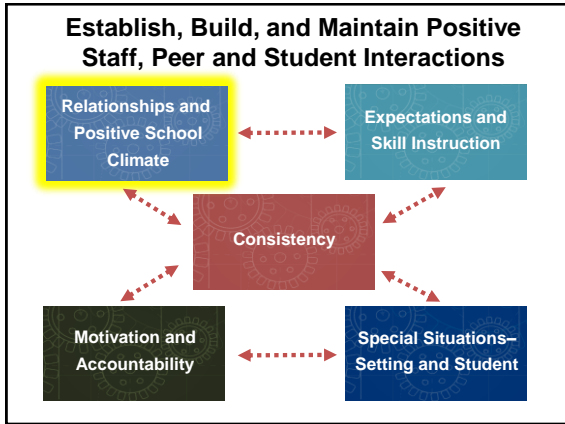 Establish, Build, and Maintain Positive
Staff, Peer and Student Interactions
Relationships and
Positive School
Climate
Expectations and
Skill Instruction
Consistency
Motivation and
Accountability
Special Situations–
Setting and Student